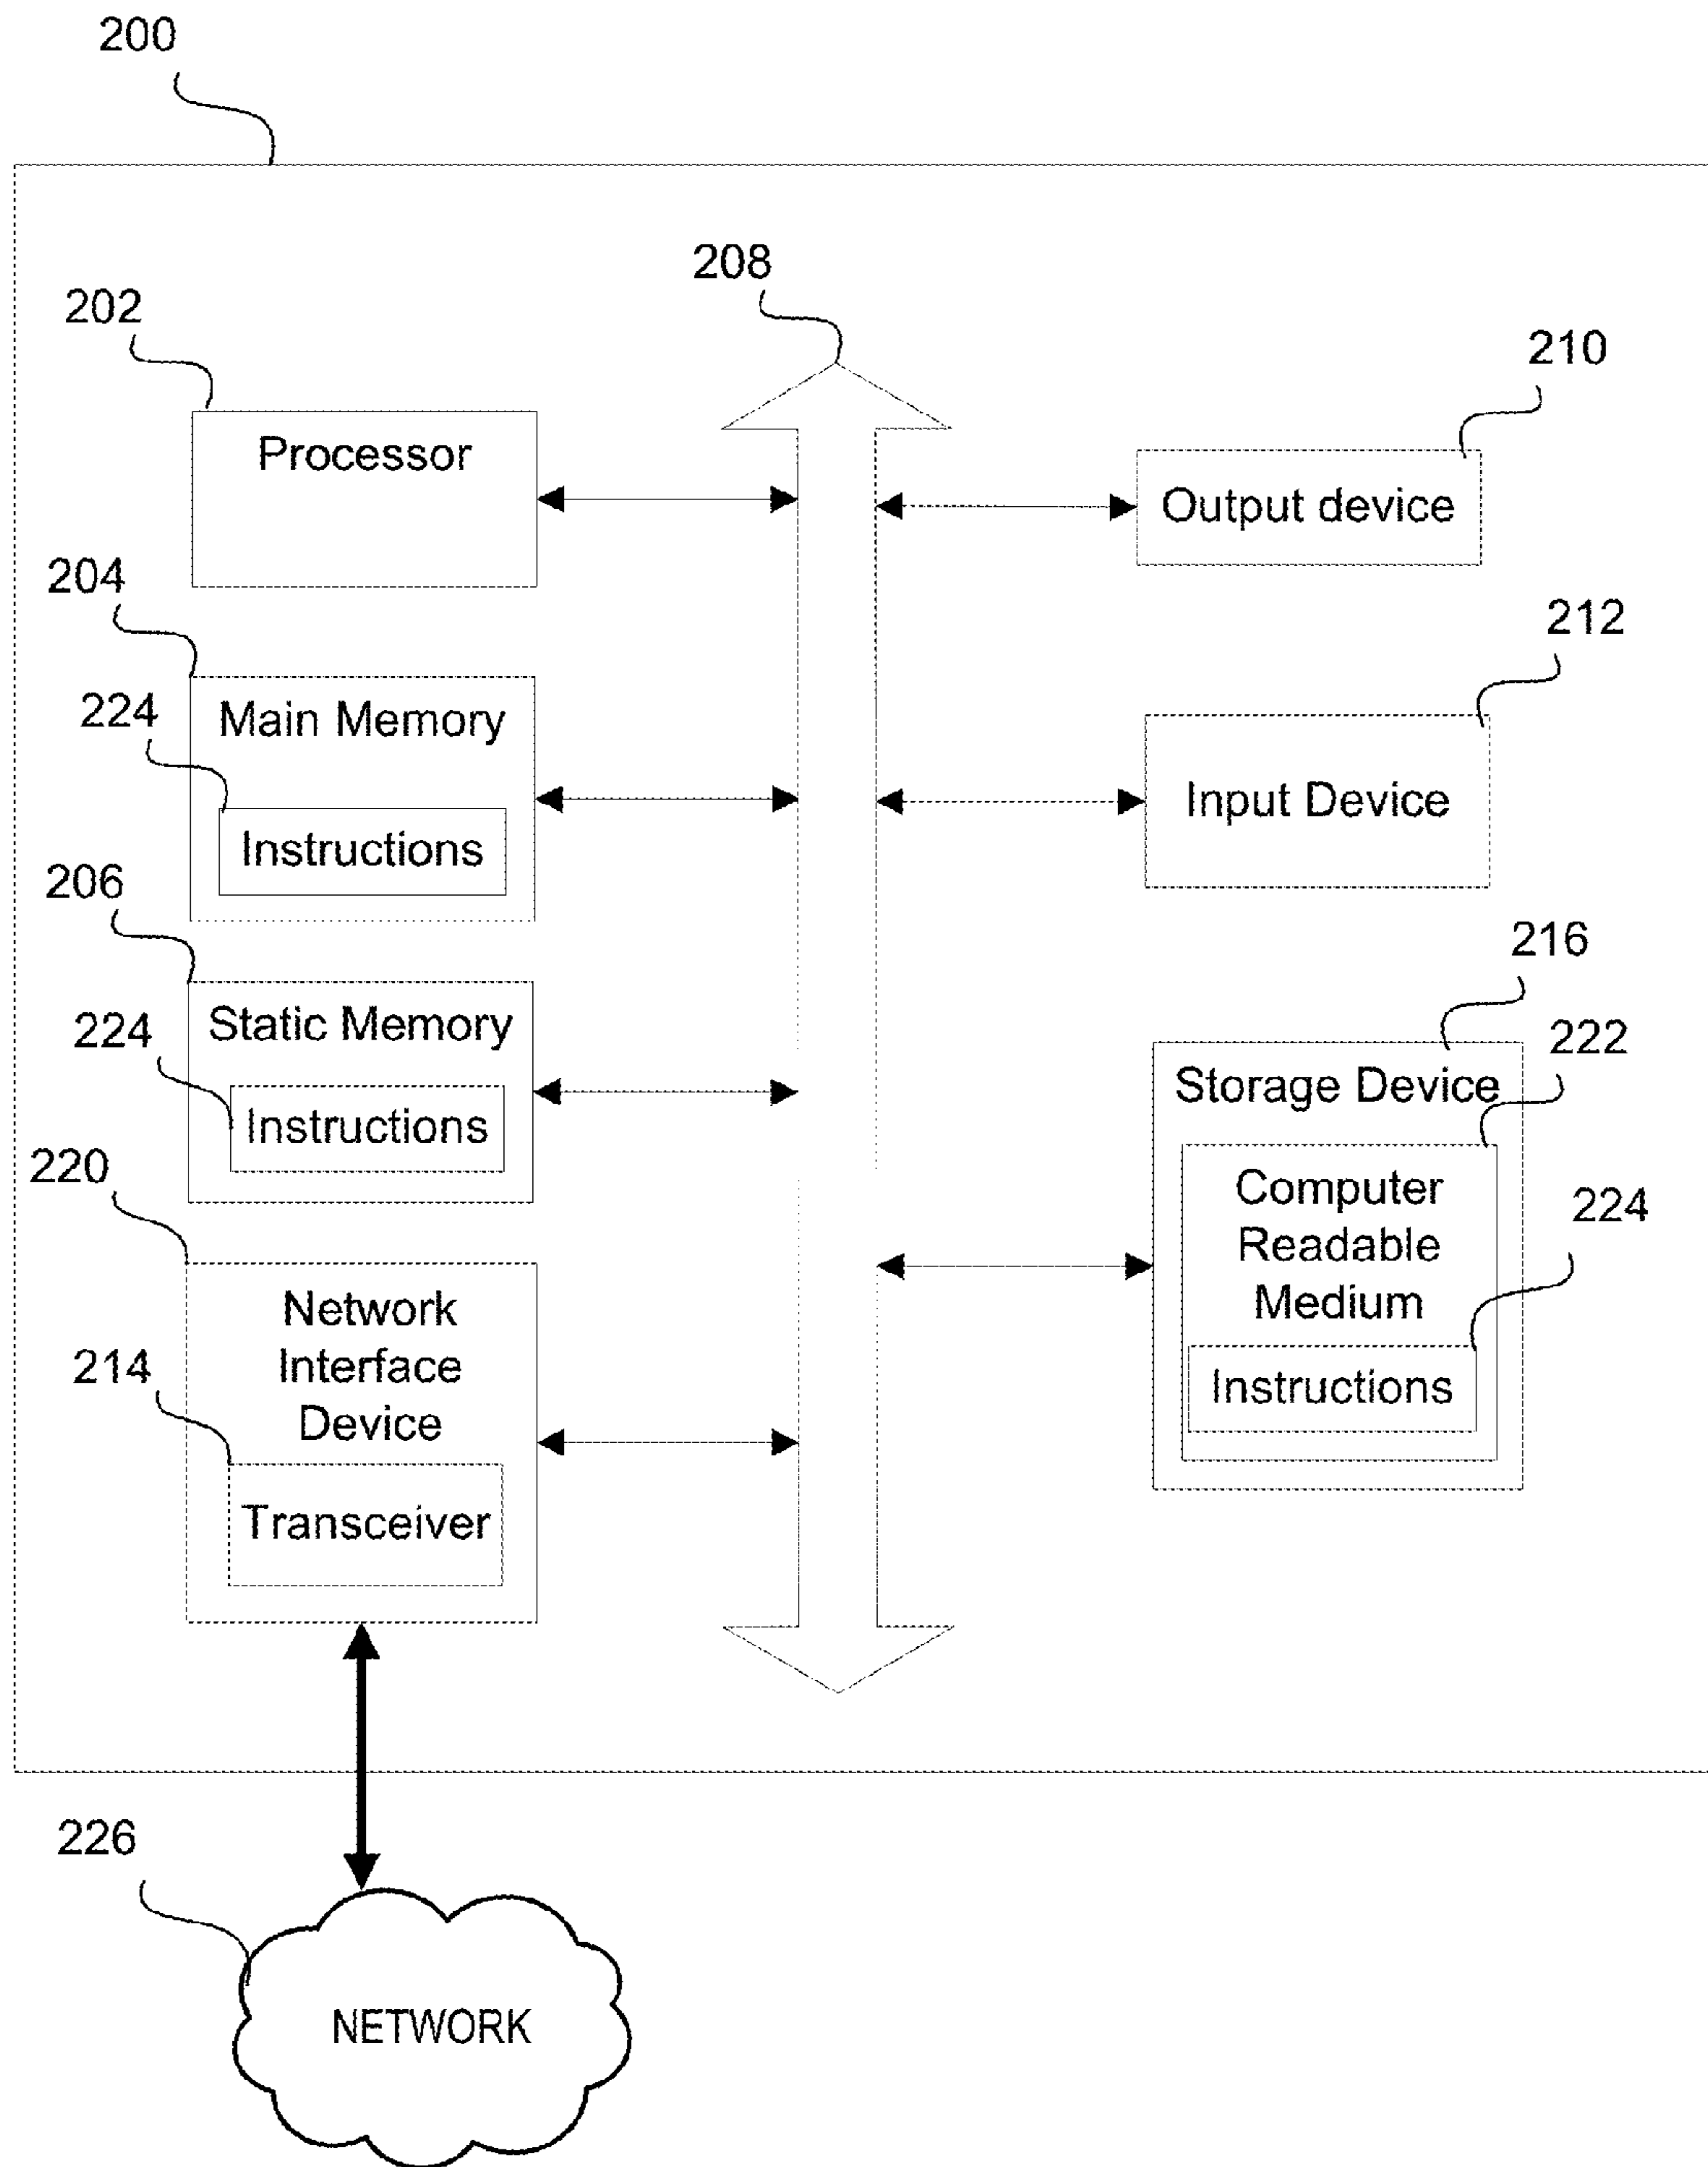 200
208
202
210
Processor
Output device
204
212
224
Main Memory
Input Device
Instructions
206
216
224
Static Memory
222
Storage Device
Instructions
220
Computer
Readable
Medium
224
Network
Interface
Device
214
Instructions
Transceiver
226
NETWORK